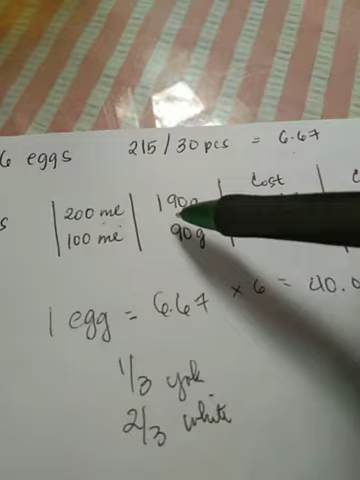 6 eggs 215/30 pcs = 6.67
s 200 ml 190g Cost
100 ml 90g
1 egg = 6.67 × 6 = 40.0
1/3 yolk
2/3 white